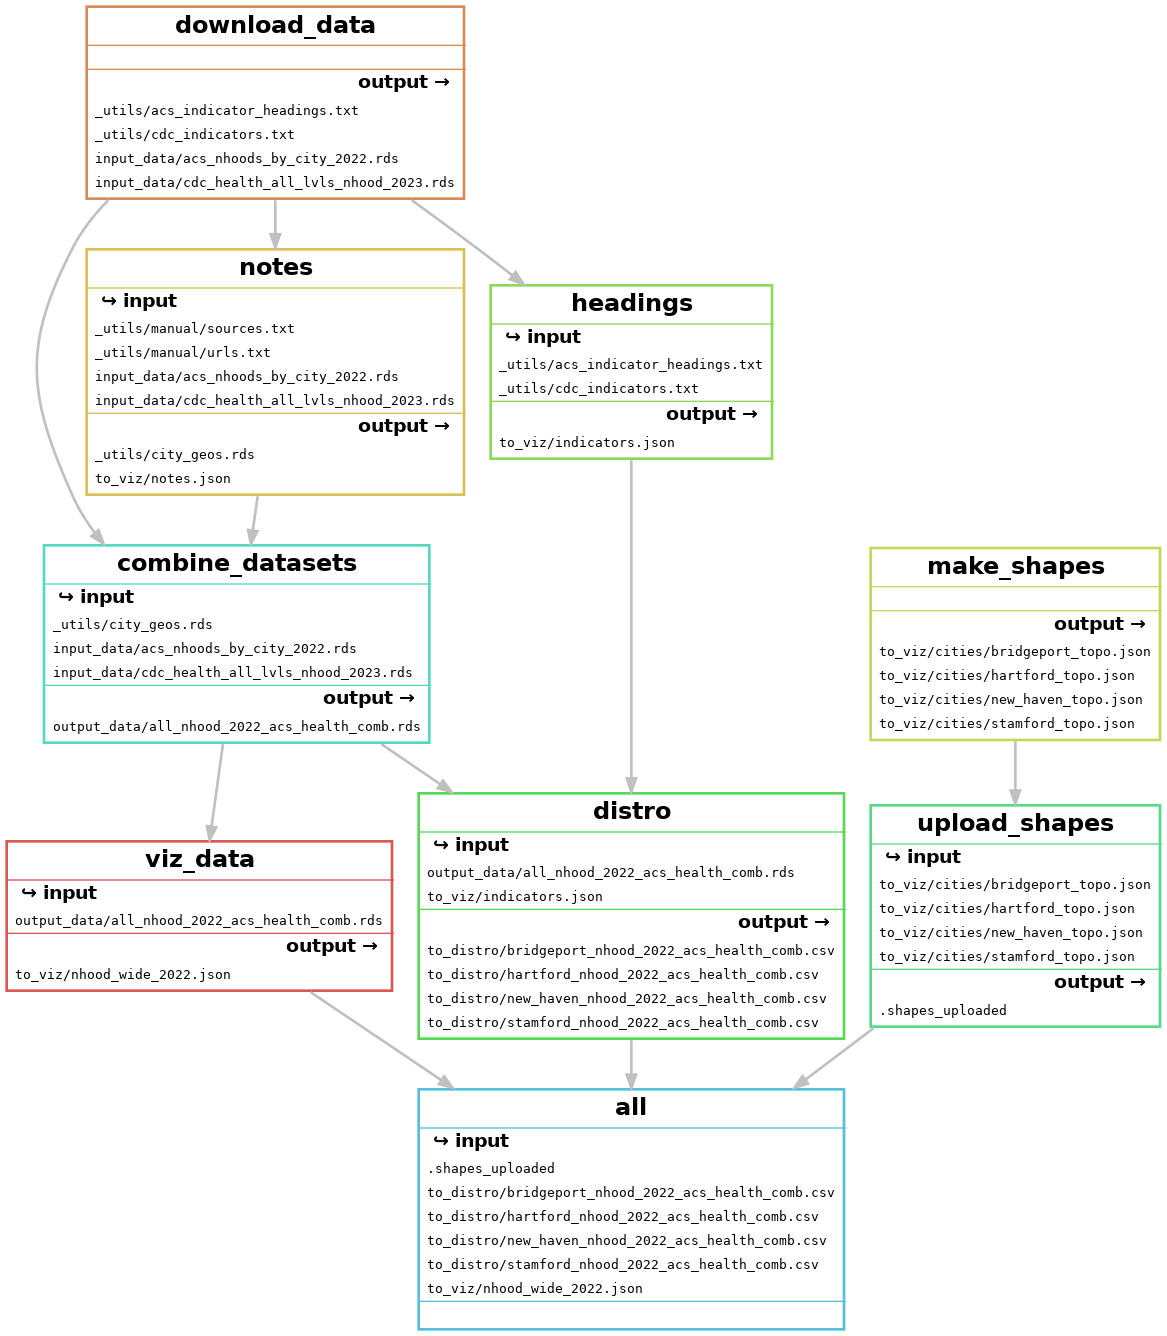 download_data
output →
_utils/acs_indicator_headings.txt
_utils/cdc_indicators.txt
input_data/acs_nhoods_by_city_2022.rds
input_data/cdc_health_all_lvls_nhood_2023.rds
notes
↪ input
_utils/manual/sources.txt
_utils/manual/urls.txt
input_data/acs_nhoods_by_city_2022.rds
input_data/cdc_health_all_lvls_nhood_2023.rds
output →
_utils/city_geos.rds
to_viz/notes.json
headings
↪ input
_utils/acs_indicator_headings.txt
_utils/cdc_indicators.txt
output →
to_viz/indicators.json
combine_datasets
↪ input
_utils/city_geos.rds
input_data/acs_nhoods_by_city_2022.rds
input_data/cdc_health_all_lvls_nhood_2023.rds
output →
output_data/all_nhood_2022_acs_health_comb.rds
make_shapes
output →
to_viz/cities/bridgeport_topo.json
to_viz/cities/hartford_topo.json
to_viz/cities/new_haven_topo.json
to_viz/cities/stamford_topo.json
viz_data
↪ input
output_data/all_nhood_2022_acs_health_comb.rds
output →
to_viz/nhood_wide_2022.json
distro
↪ input
output_data/all_nhood_2022_acs_health_comb.rds
to_viz/indicators.json
output →
to_distro/bridgeport_nhood_2022_acs_health_comb.csv
to_distro/hartford_nhood_2022_acs_health_comb.csv
to_distro/new_haven_nhood_2022_acs_health_comb.csv
to_distro/stamford_nhood_2022_acs_health_comb.csv
upload_shapes
↪ input
to_viz/cities/bridgeport_topo.json
to_viz/cities/hartford_topo.json
to_viz/cities/new_haven_topo.json
to_viz/cities/stamford_topo.json
output →
.shapes_uploaded
all
↪ input
.shapes_uploaded
to_distro/bridgeport_nhood_2022_acs_health_comb.csv
to_distro/hartford_nhood_2022_acs_health_comb.csv
to_distro/new_haven_nhood_2022_acs_health_comb.csv
to_distro/stamford_nhood_2022_acs_health_comb.csv
to_viz/nhood_wide_2022.json